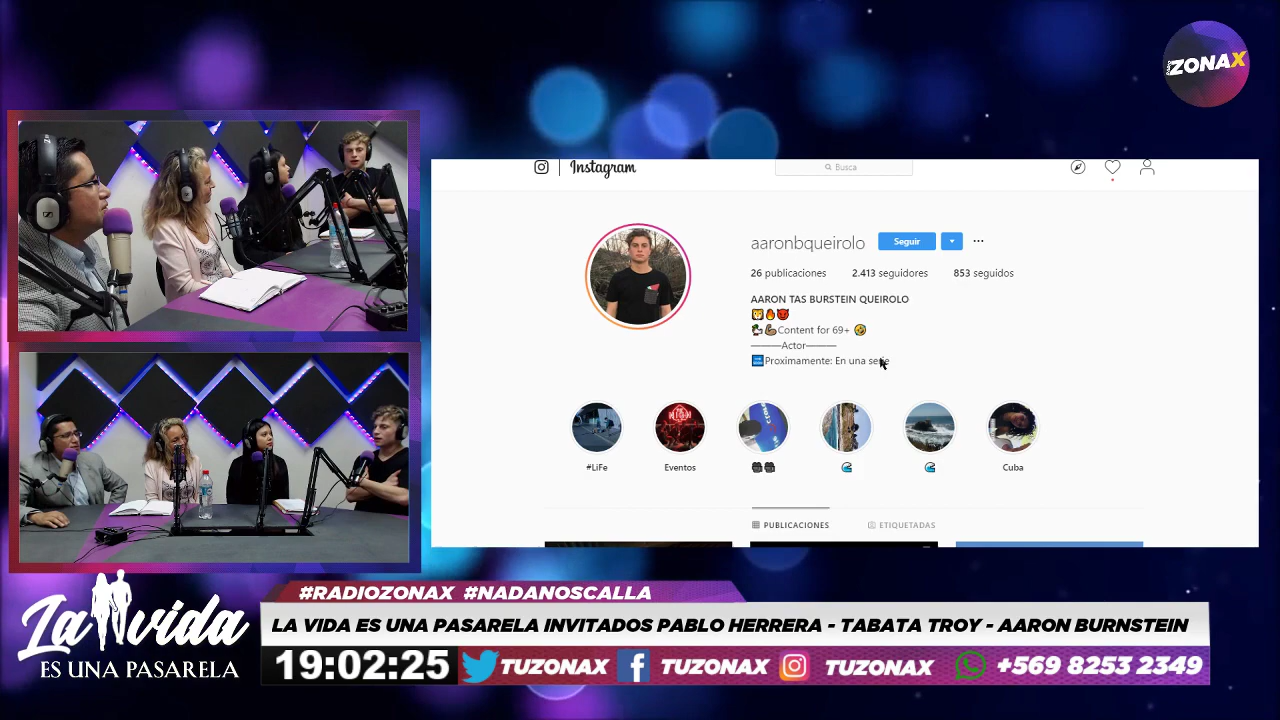 ZONAX
Instagram
Busca
aaronbqueirolo
Seguir
...
26 publicaciones 2.413 seguidores 853 seguidos
AARON TAS BURSTEIN QUEIROLO
Content for 69+
———Actor———
Proximamente: En una serie
#LiFe Eventos Cuba
PUBLICACIONES ETIQUETADAS
#RADIOZONAX #NADANOSCALLA
La vida
ES UNA PASARELA
LA VIDA ES UNA PASARELA INVITADOS PABLO HERRERA - TABATA TROY - AARON BURNSTEIN
19:02:25 TUZONAX TUZONAX TUZONAX +569 8253 2349